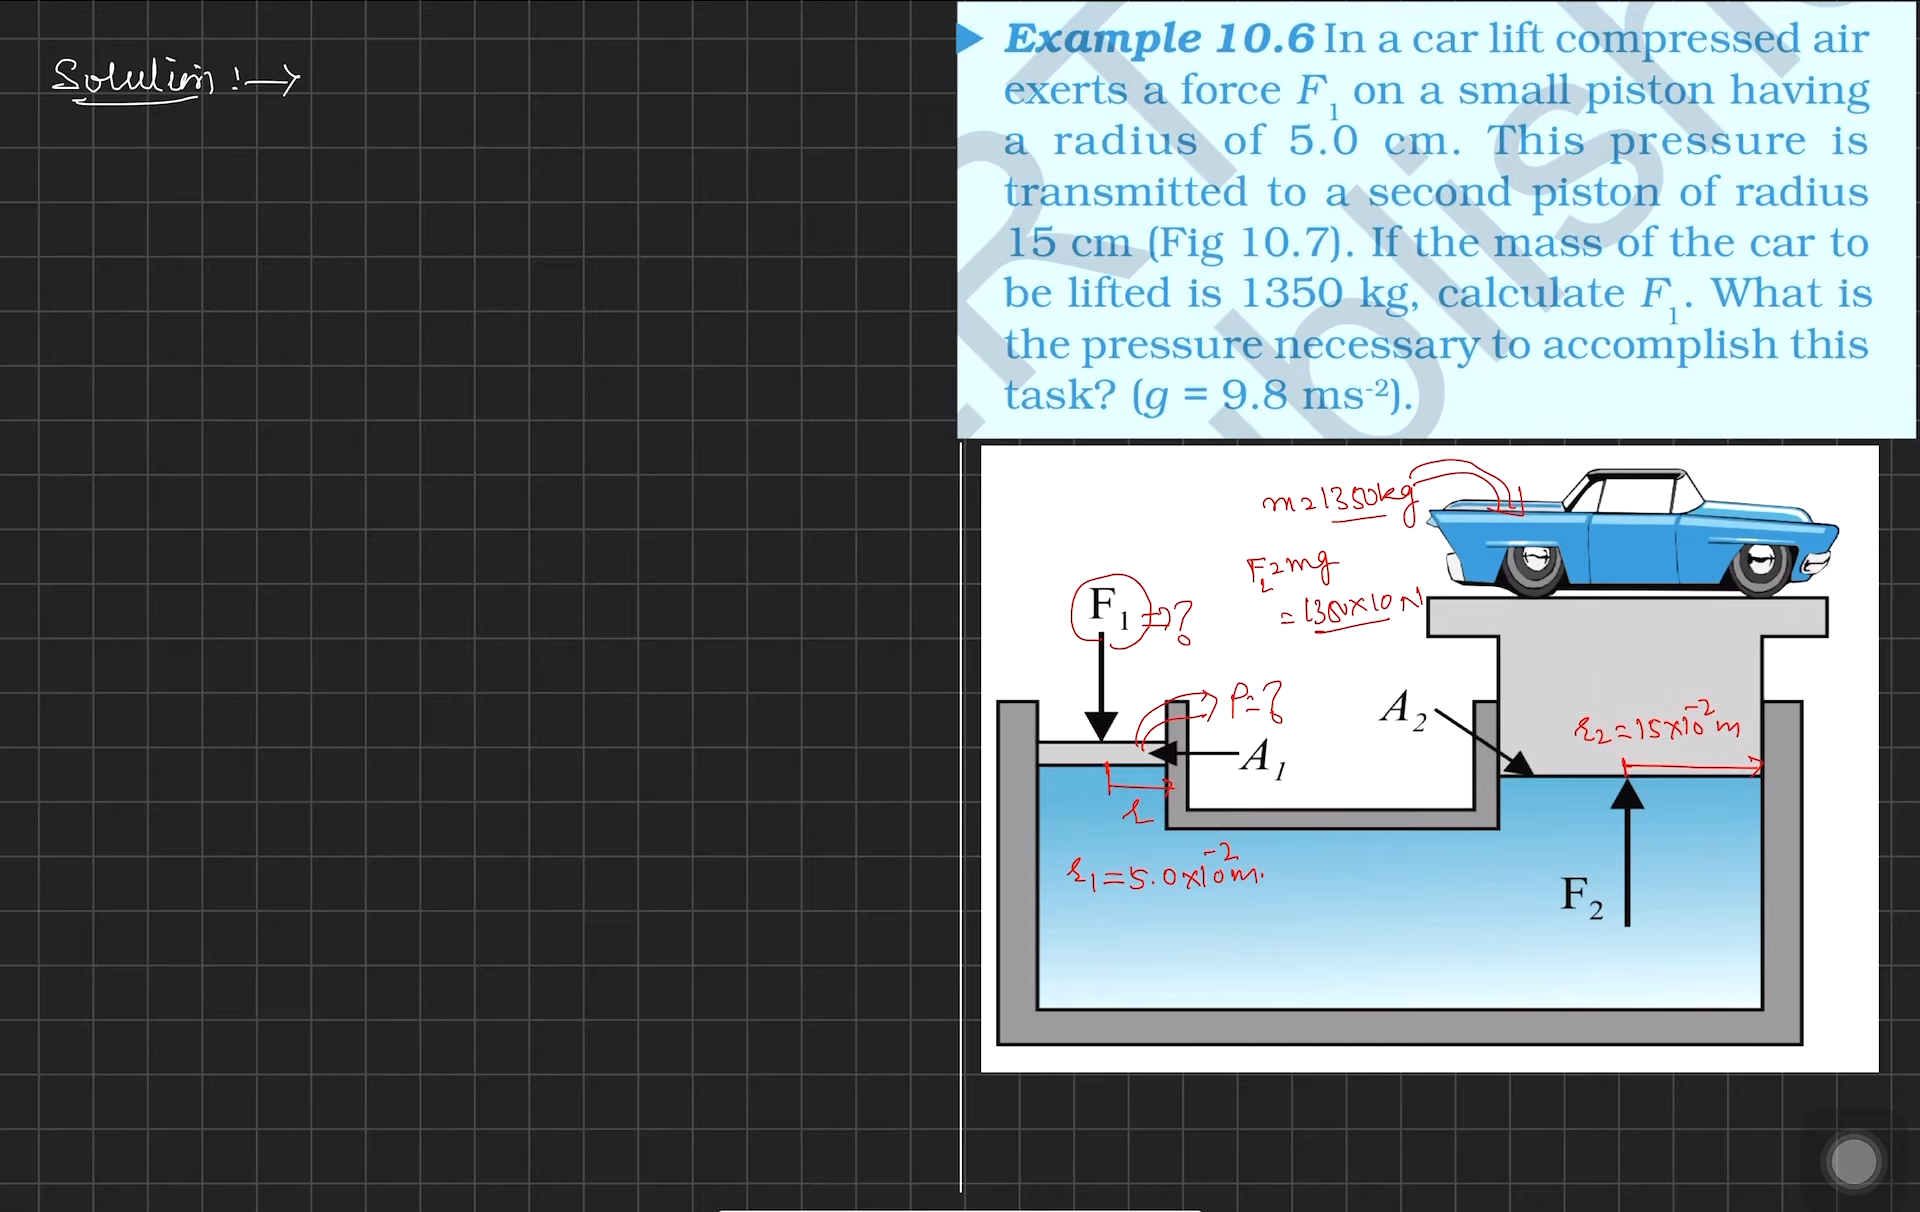 Solution :→
Example 10.6 In a car lift compressed air
exerts a force F₁ on a small piston having
a radius of 5.0 cm. This pressure is
transmitted to a second piston of radius
15 cm (Fig 10.7). If the mass of the car to
be lifted is 1350 kg, calculate F₁. What is
the pressure necessary to accomplish this
task? (g = 9.8 ms⁻²).
m=1350kg
F₂=mg
= 1350×10 N
F₁ ⇒ ?
P=?
A₁
A₂
r₂=15×10⁻²m
r
r₁=5.0×10⁻²m.
F₂